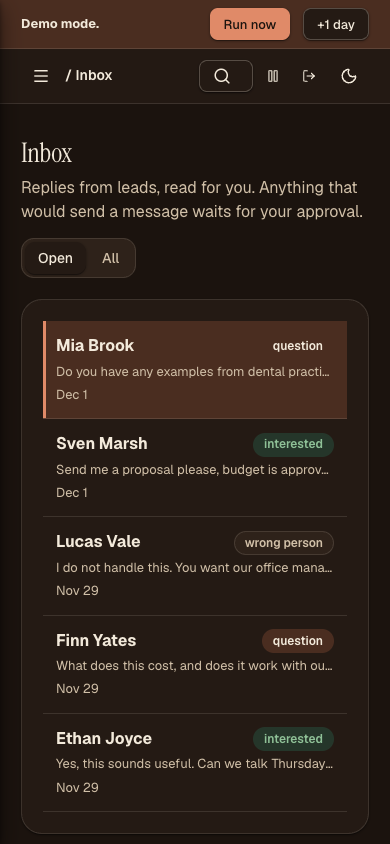 Demo mode.
Run now
+1 day
/ Inbox
Inbox
Replies from leads, read for you. Anything that
would send a message waits for your approval.
Open
All
Mia Brook
question
Do you have any examples from dental practi...
Dec 1
Sven Marsh
interested
Send me a proposal please, budget is approv...
Dec 1
Lucas Vale
wrong person
I do not handle this. You want our office mana...
Nov 29
Finn Yates
question
What does this cost, and does it work with ou...
Nov 29
Ethan Joyce
interested
Yes, this sounds useful. Can we talk Thursday...
Nov 29